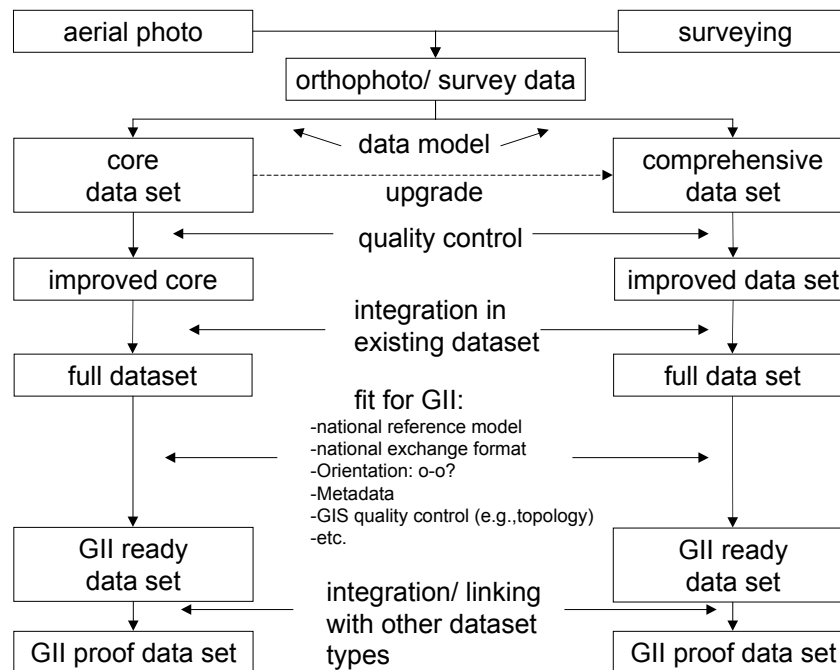 aerial photo
surveying
orthophoto/ survey data
data model
core
data set
comprehensive
data set
upgrade
quality control
improved core
improved data set
integration in
existing dataset
full dataset
full data set
fit for GII:
-national reference model
-national exchange format
-Orientation: o-o?
-Metadata
-GIS quality control (e.g.,topology)
-etc.
GII ready
data set
GII ready
data set
integration/ linking
with other dataset
types
GII proof data set
GII proof data set